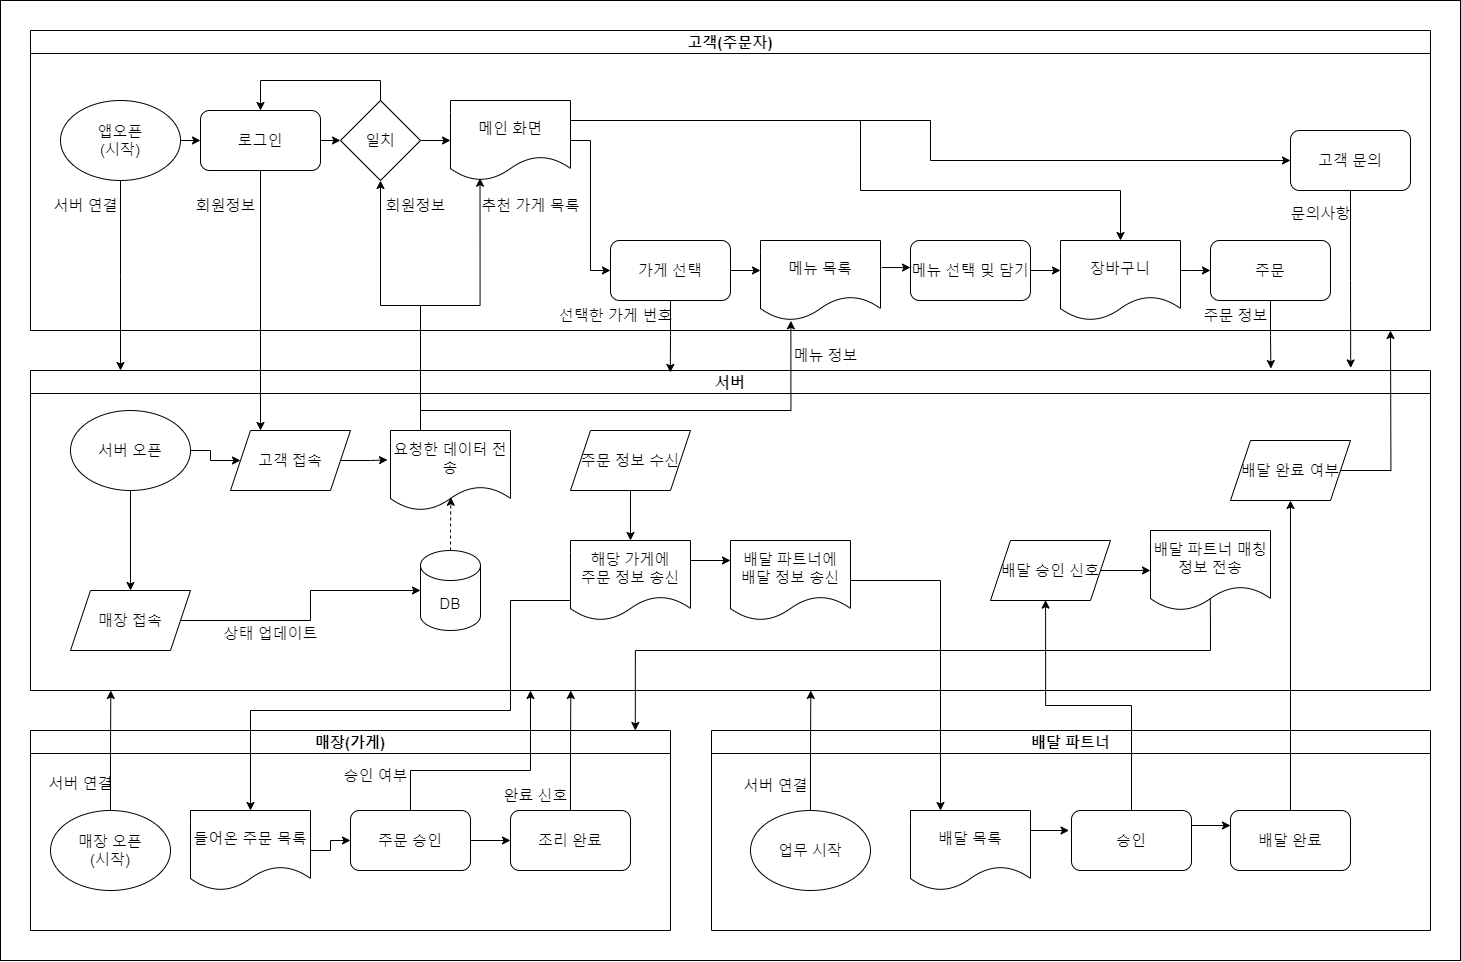 고객(주문자)
앱오픈
(시작)
로그인
일치
메인 화면
고객 문의
서버 연결
회원정보
회원정보
추천 가게 목록
문의사항
가게 선택
메뉴 목록
메뉴 선택 및 담기
장바구니
주문
선택한 가게 번호
주문 정보
메뉴 정보
서버
서버 오픈
고객 접속
요청한 데이터 전
송
주문 정보 수신
배달 완료 여부
해당 가게에
주문 정보 송신
배달 파트너에
배달 정보 송신
배달 승인 신호
배달 파트너 매칭
정보 전송
DB
매장 접속
상태 업데이트
매장(가게)
서버 연결
승인 여부
완료 신호
매장 오픈
(시작)
들어온 주문 목록
주문 승인
조리 완료
배달 파트너
서버 연결
업무 시작
배달 목록
승인
배달 완료